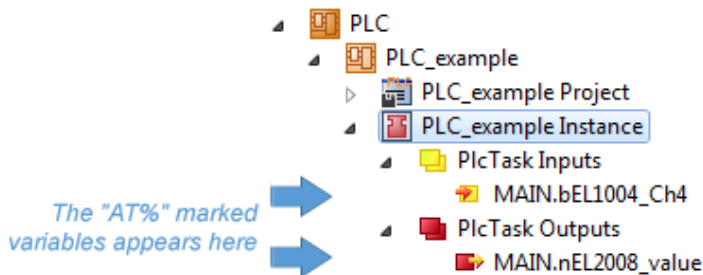 PLC
PLC_example
PLC_example Project
PLC_example Instance
PlcTask Inputs
MAIN.bEL1004_Ch4
PlcTask Outputs
MAIN.nEL2008_value
The "AT%" marked
variables appears here